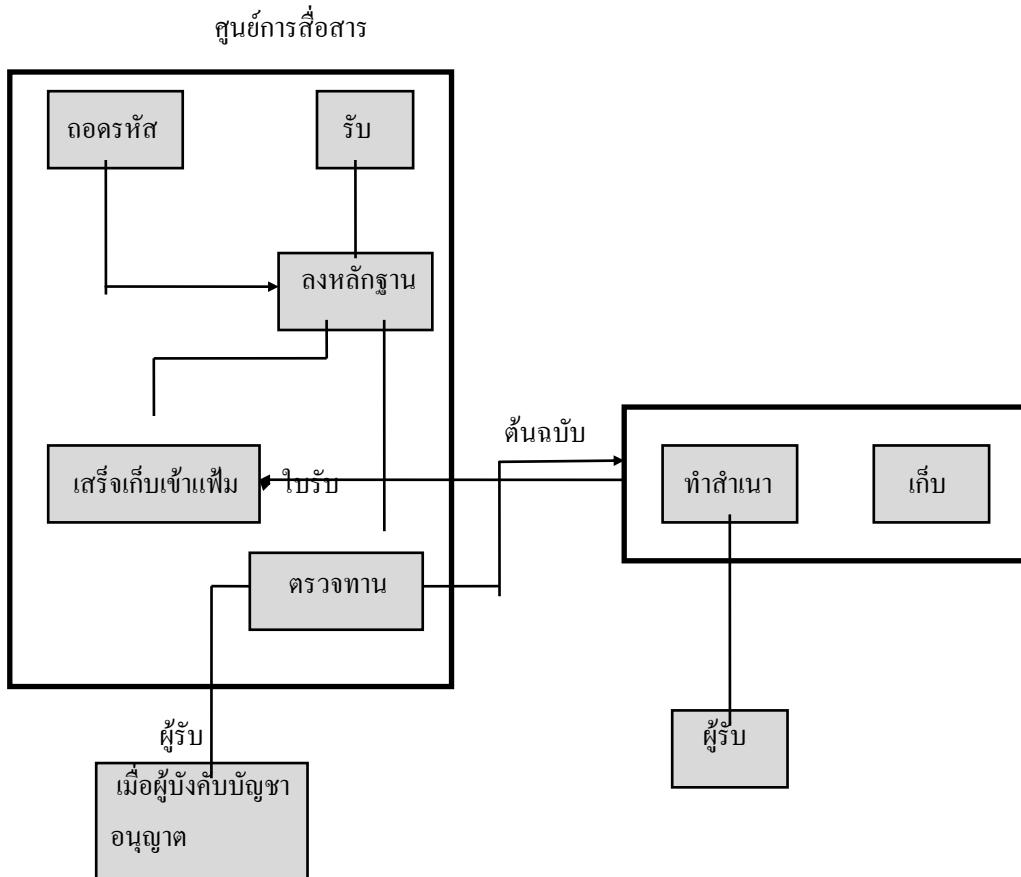 ศูนย์การสื่อสาร
ถอดรหัส
รับ
ลงหลักฐาน
ต้นฉบับ
เสร็จเก็บเข้าแฟ้ม
ใบรับ
ทำสำเนา
เก็บ
ตรวจทาน
ผู้รับ
ผู้รับ
เมื่อผู้บังคับบัญชา
อนุญาต